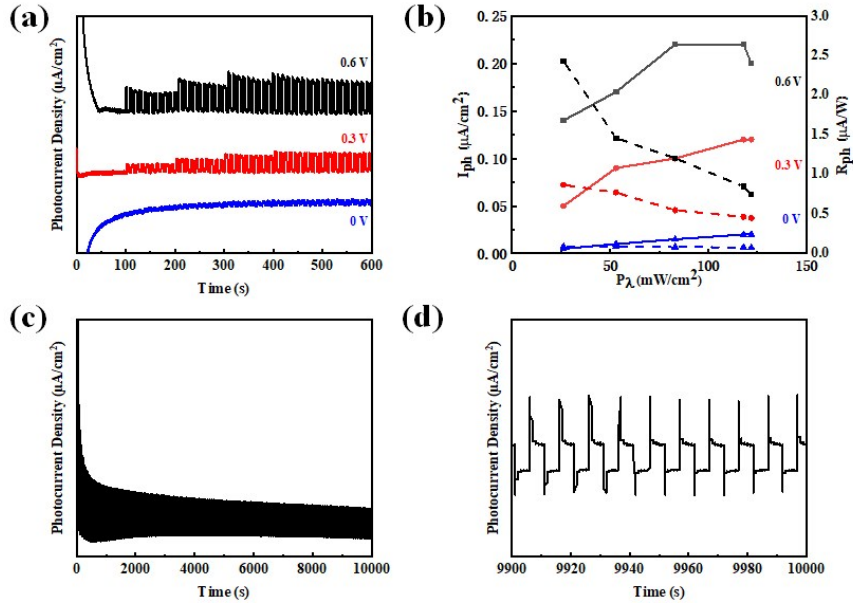 (a)
Photocurrent Density (μA/cm²)
0.6 V
0.3 V
0 V
0 100 200 300 400 500 600
Time (s)
(b)
0.25
0.20
0.15
0.10
0.05
0.00
I_ph (μA/cm²)
3.0
2.5
2.0
1.5
1.0
0.5
0.0
R_ph (μA/W)
0.6 V
0.3 V
0 V
0 50 100 150
P_λ (mW/cm²)
(c)
Photocurrent Density (μA/cm²)
0 2000 4000 6000 8000 10000
Time (s)
(d)
Photocurrent Density (μA/cm²)
9900 9920 9940 9960 9980 10000
Time (s)